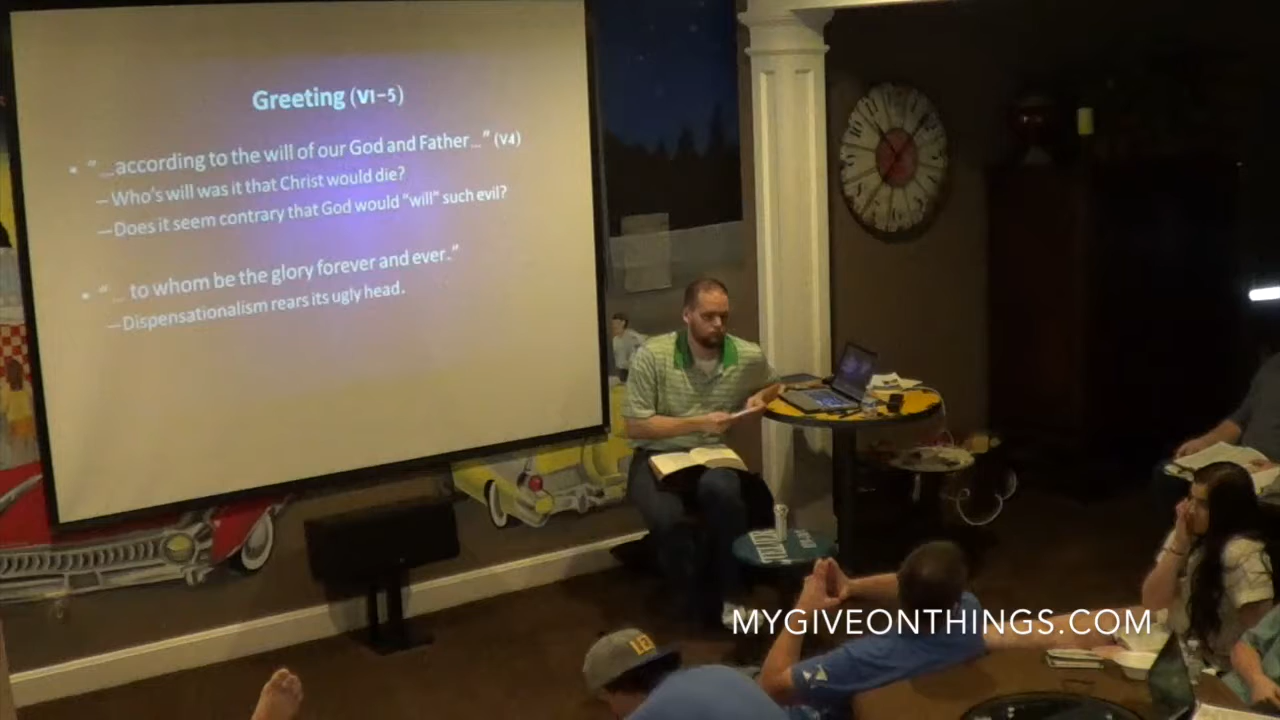 Greeting (V1-5)
• "…according to the will of our God and Father…" (V4)
–Who's will was it that Christ would die?
–Does it seem contrary that God would "will" such evil?
• "… to whom be the glory forever and ever."
–Dispensationalism rears its ugly head.
MYGIVEONTHINGS.COM